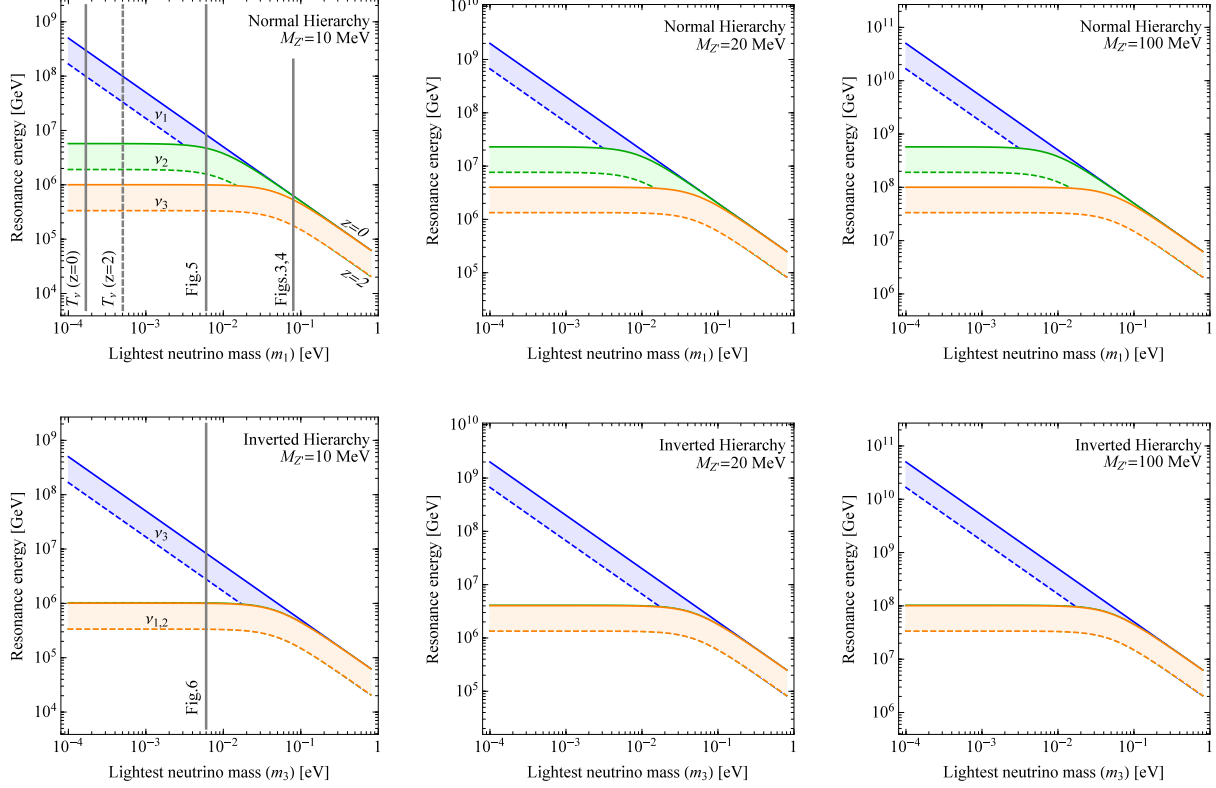 Normal Hierarchy
M_Z'=10 MeV
10^9
10^8
10^7
10^6
10^5
10^4
Resonance energy [GeV]
ν_1
ν_2
ν_3
z=0
z=2
T_ν (z=0)
T_ν (z=2)
Fig.5
Figs.3,4
10^-4
10^-3
10^-2
10^-1
1
Lightest neutrino mass (m_1) [eV]
Normal Hierarchy
M_Z'=20 MeV
10^10
10^9
10^8
10^7
10^6
10^5
Resonance energy [GeV]
10^-4
10^-3
10^-2
10^-1
1
Lightest neutrino mass (m_1) [eV]
Normal Hierarchy
M_Z'=100 MeV
10^11
10^10
10^9
10^8
10^7
10^6
Resonance energy [GeV]
10^-4
10^-3
10^-2
10^-1
1
Lightest neutrino mass (m_1) [eV]
Inverted Hierarchy
M_Z'=10 MeV
10^9
10^8
10^7
10^6
10^5
10^4
Resonance energy [GeV]
ν_3
ν_1,2
Fig.6
10^-4
10^-3
10^-2
10^-1
1
Lightest neutrino mass (m_3) [eV]
Inverted Hierarchy
M_Z'=20 MeV
10^10
10^9
10^8
10^7
10^6
10^5
Resonance energy [GeV]
10^-4
10^-3
10^-2
10^-1
1
Lightest neutrino mass (m_3) [eV]
Inverted Hierarchy
M_Z'=100 MeV
10^11
10^10
10^9
10^8
10^7
10^6
Resonance energy [GeV]
10^-4
10^-3
10^-2
10^-1
1
Lightest neutrino mass (m_3) [eV]